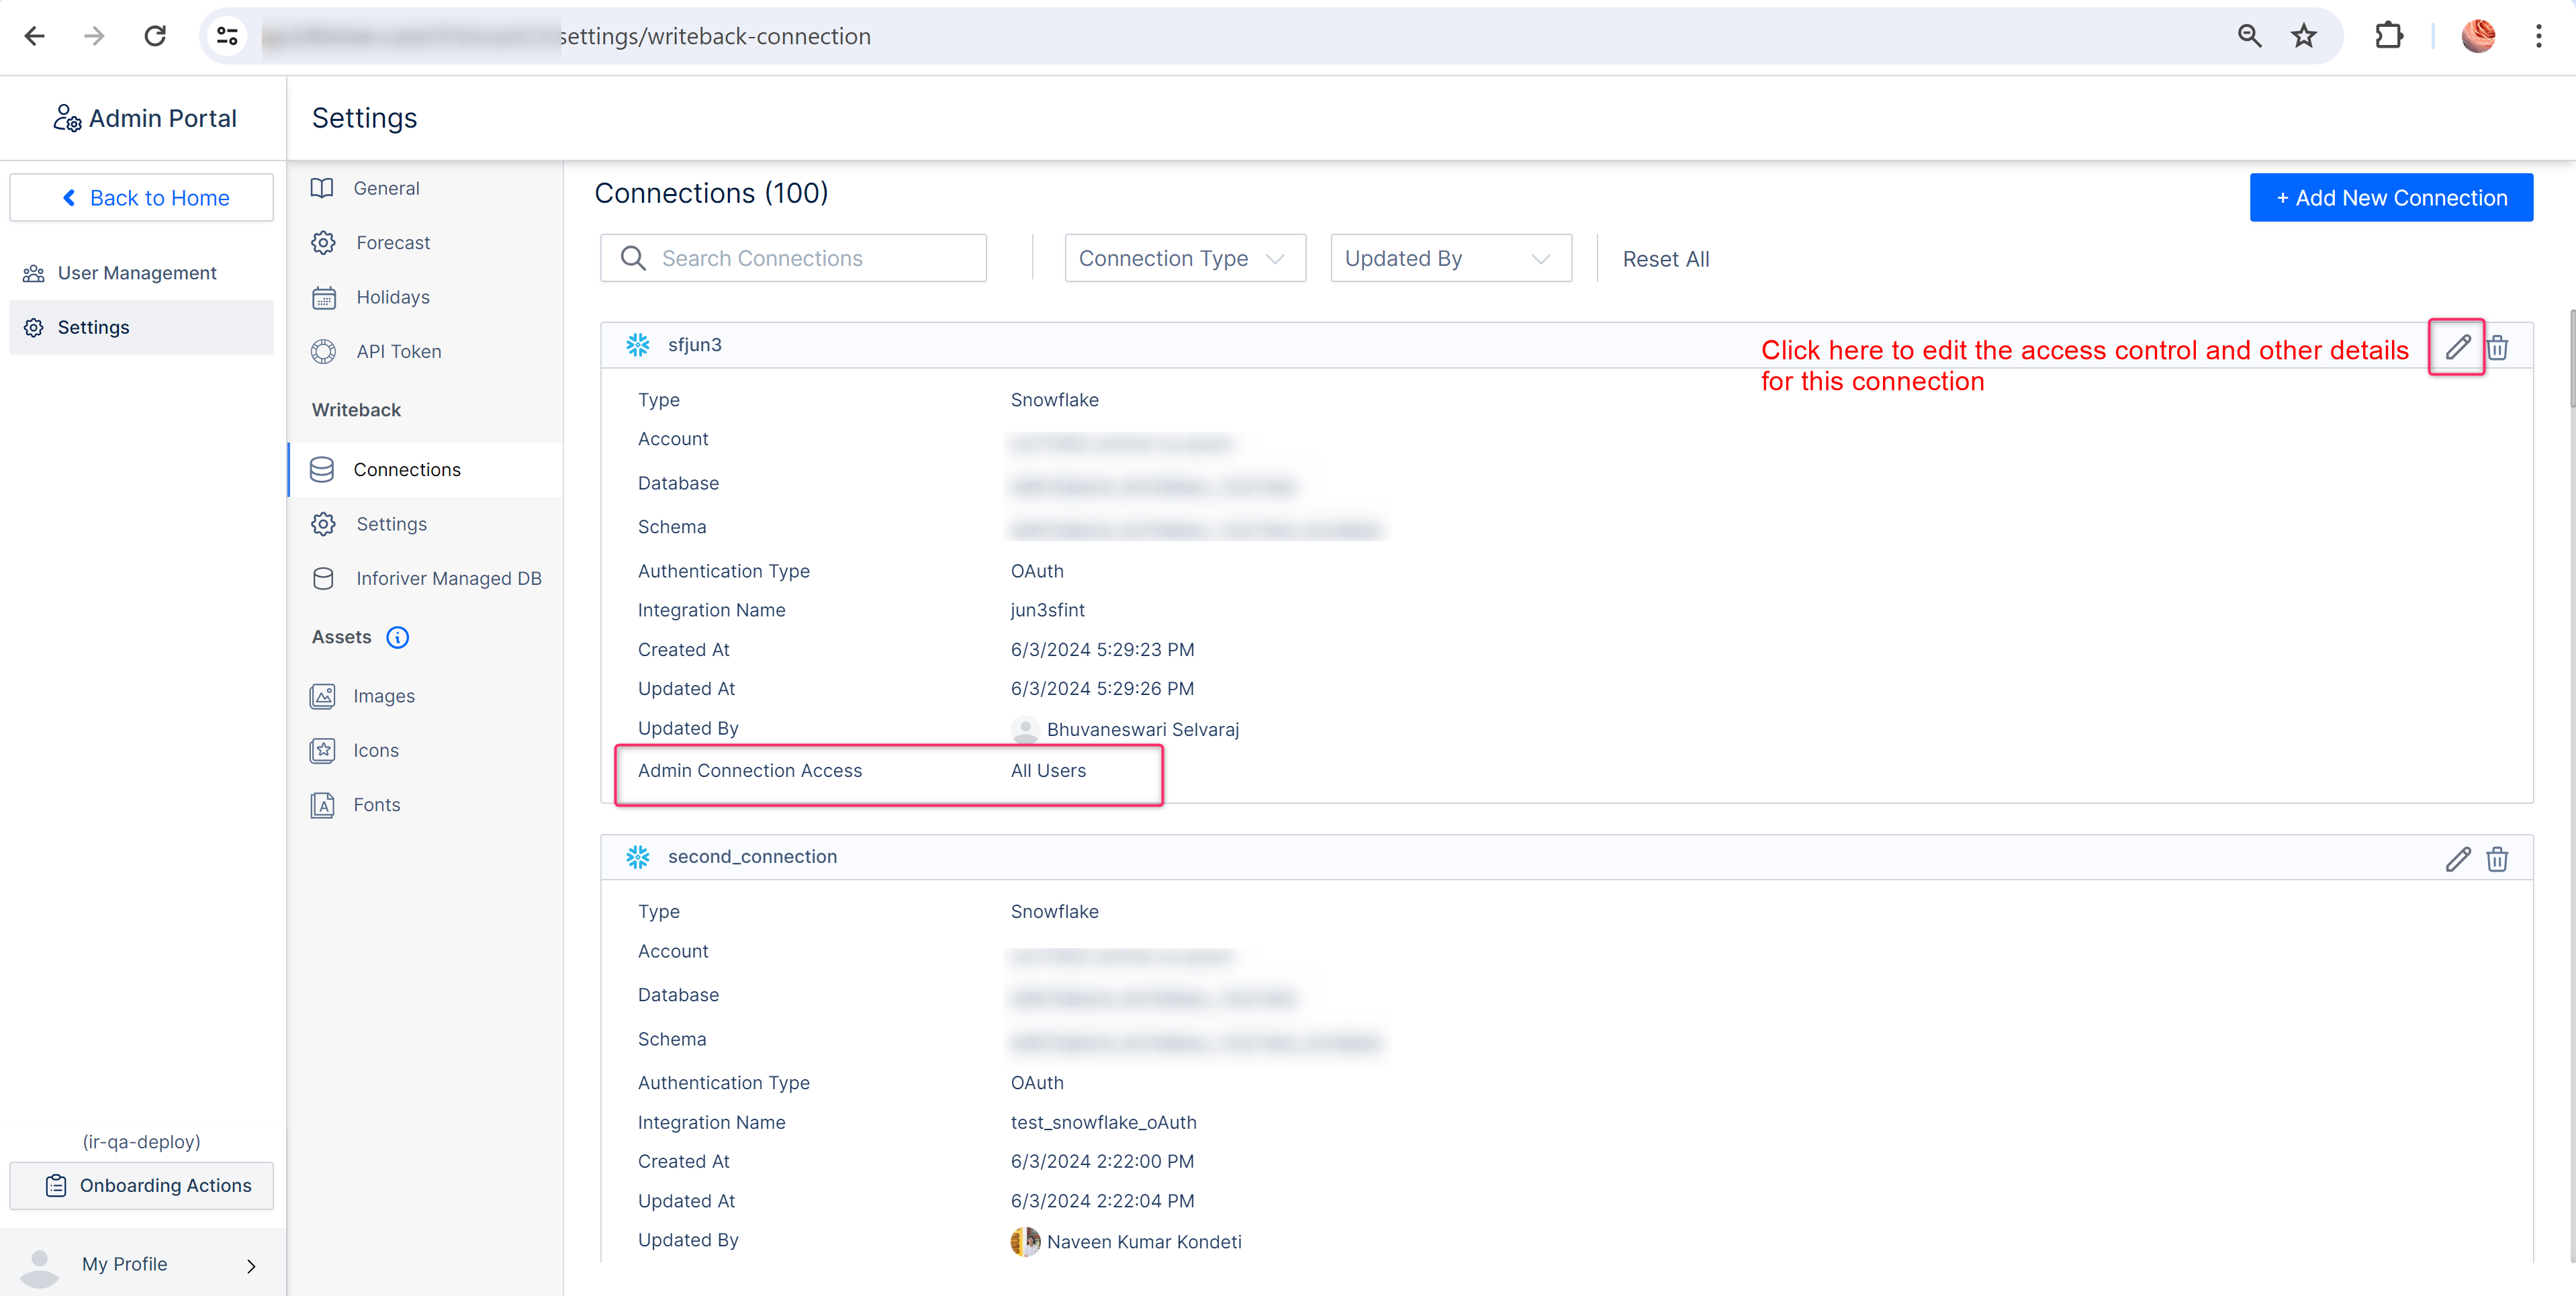 settings/writeback-connection
Admin Portal
Settings
Back to Home
User Management
Settings
General
Forecast
Holidays
API Token
Writeback
Connections
Settings
Inforiver Managed DB
Assets
Images
Icons
Fonts
(ir-qa-deploy)
Onboarding Actions
My Profile
Connections (100)
+ Add New Connection
Search Connections
Connection Type
Updated By
Reset All
sfjun3
Click here to edit the access control and other details
for this connection
Type Snowflake
Account
Database
Schema
Authentication Type OAuth
Integration Name jun3sfint
Created At 6/3/2024 5:29:23 PM
Updated At 6/3/2024 5:29:26 PM
Updated By Bhuvaneswari Selvaraj
Admin Connection Access All Users
second_connection
Type Snowflake
Account
Database
Schema
Authentication Type OAuth
Integration Name test_snowflake_oAuth
Created At 6/3/2024 2:22:00 PM
Updated At 6/3/2024 2:22:04 PM
Updated By Naveen Kumar Kondeti